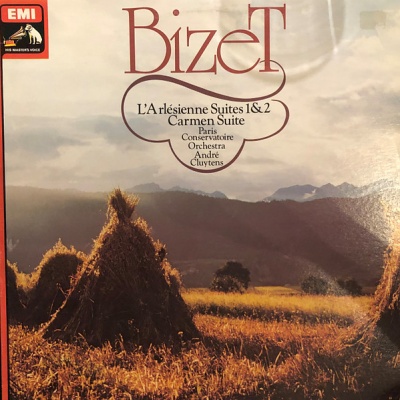 EMI
HIS MASTER'S VOICE
Bizet
L'Arlésienne Suites 1&2
Carmen Suite
Paris
Conservatoire
Orchestra
André
Cluytens